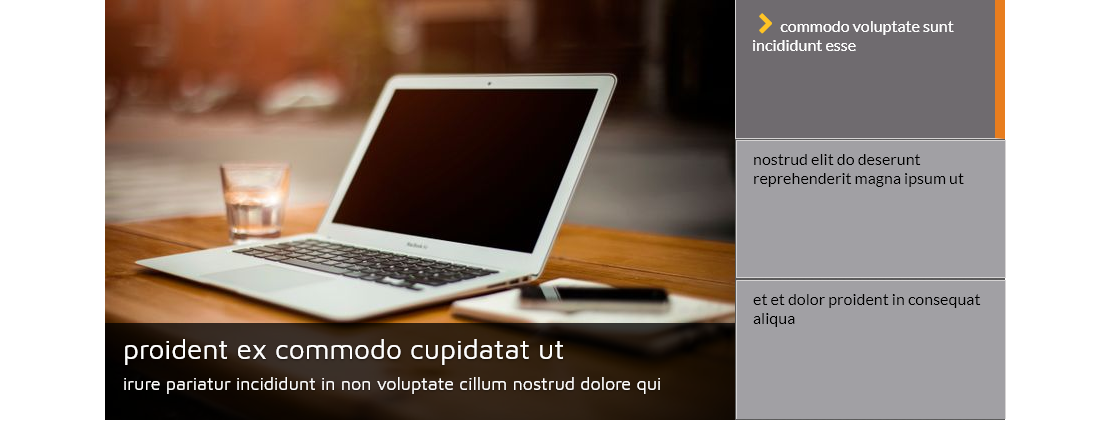 commodo voluptate sunt
incididunt esse
nostrud elit do deserunt
reprehenderit magna ipsum ut
et et dolor proident in consequat
aliqua
proident ex commodo cupidatat ut
irure pariatur incididunt in non voluptate cillum nostrud dolore qui